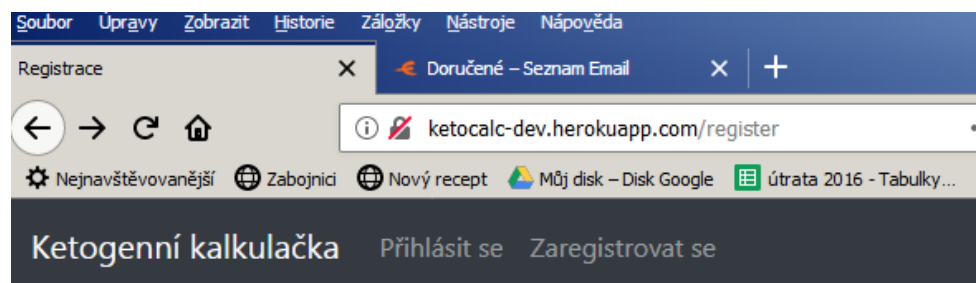 Soubor Úpravy Zobrazit Historie Záložky Nástroje Nápověda
Registrace Doručené – Seznam Email
ketocalc-dev.herokuapp.com/register
Nejnavštěvovanější Zabojnici Nový recept Můj disk – Disk Google útrata 2016 - Tabulky...
Ketogenní kalkulačka Přihlásit se Zaregistrovat se